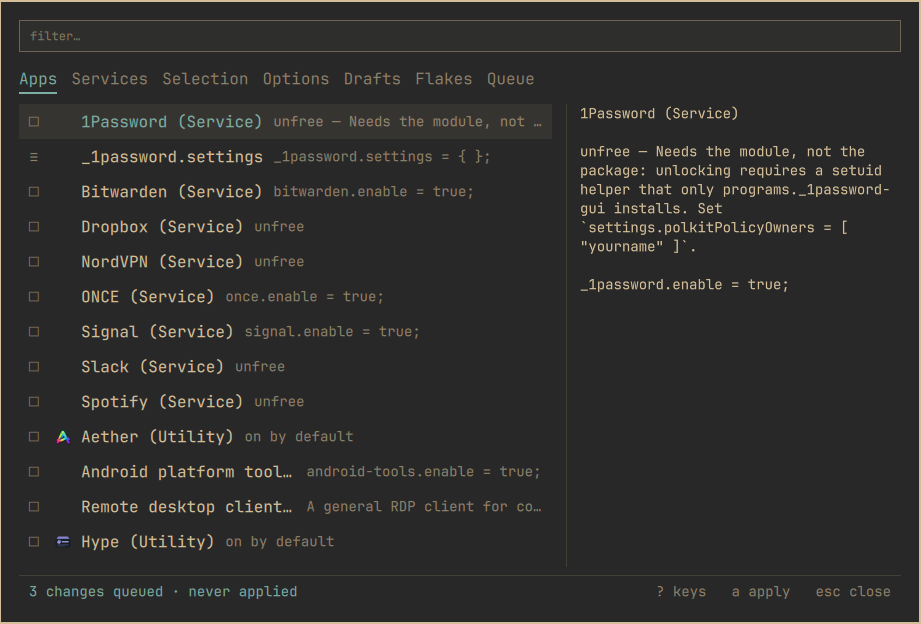 filter…
Apps Services Selection Options Drafts Flakes Queue
1Password (Service) unfree — Needs the module, not …
_1password.settings _1password.settings = { };
Bitwarden (Service) bitwarden.enable = true;
Dropbox (Service) unfree
NordVPN (Service) unfree
ONCE (Service) once.enable = true;
Signal (Service) signal.enable = true;
Slack (Service) unfree
Spotify (Service) unfree
Aether (Utility) on by default
Android platform tool… android-tools.enable = true;
Remote desktop client… A general RDP client for co…
Hype (Utility) on by default
1Password (Service)
unfree — Needs the module, not the
package: unlocking requires a setuid
helper that only programs._1password-
gui installs. Set
`settings.polkitPolicyOwners = [
"yourname" ]`.
_1password.enable = true;
3 changes queued · never applied
? keys a apply esc close